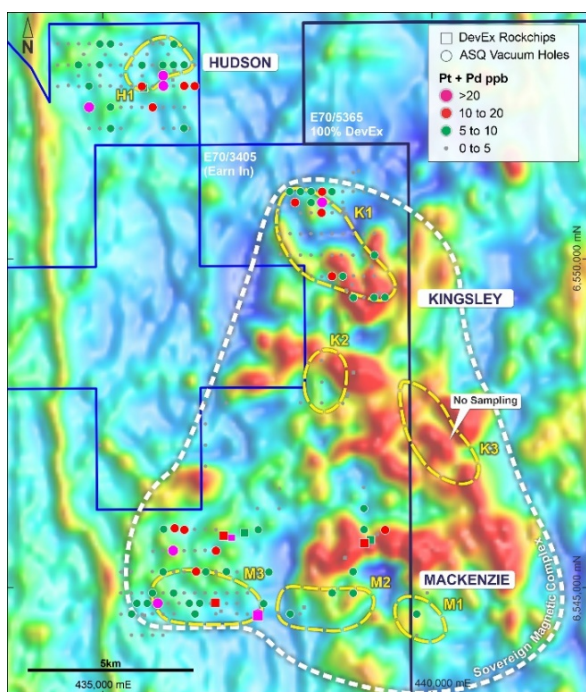 N
HUDSON
H1
DevEx Rockchips
ASQ Vacuum Holes
Pt + Pd ppb
>20
10 to 20
5 to 10
0 to 5
E70/5365
100% DevEx
E70/3405
(Earn In)
K1
6,550,000 mN
KINGSLEY
K2
No Sampling
K3
M3
M2
MACKENZIE
M1
Sovereign Magnetic Complex
6,545,000 mN
5km
435,000 mE
440,000 mE